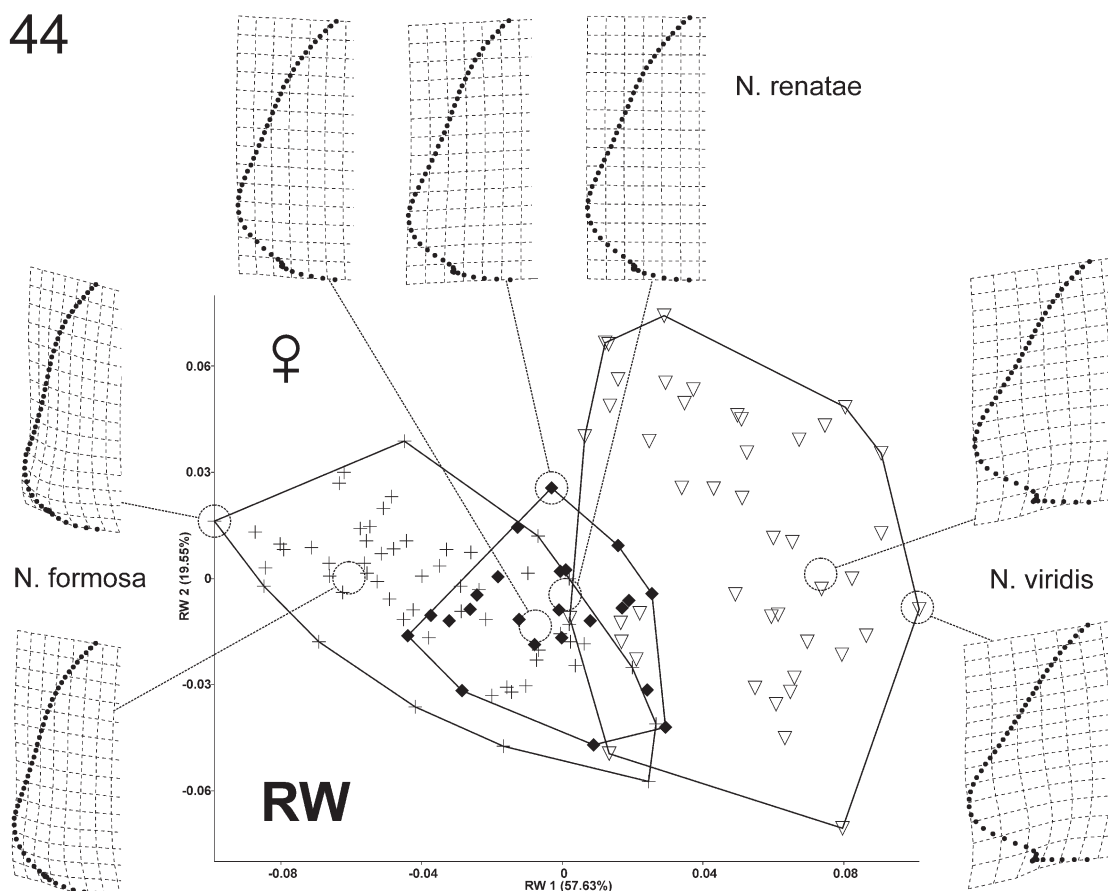 44
N. renatae
♀
0.06
0.03
0
-0.03
-0.06
RW 2 (19.55%)
N. formosa
N. viridis
RW
-0.08
-0.04
0
0.04
0.08
RW 1 (57.63%)